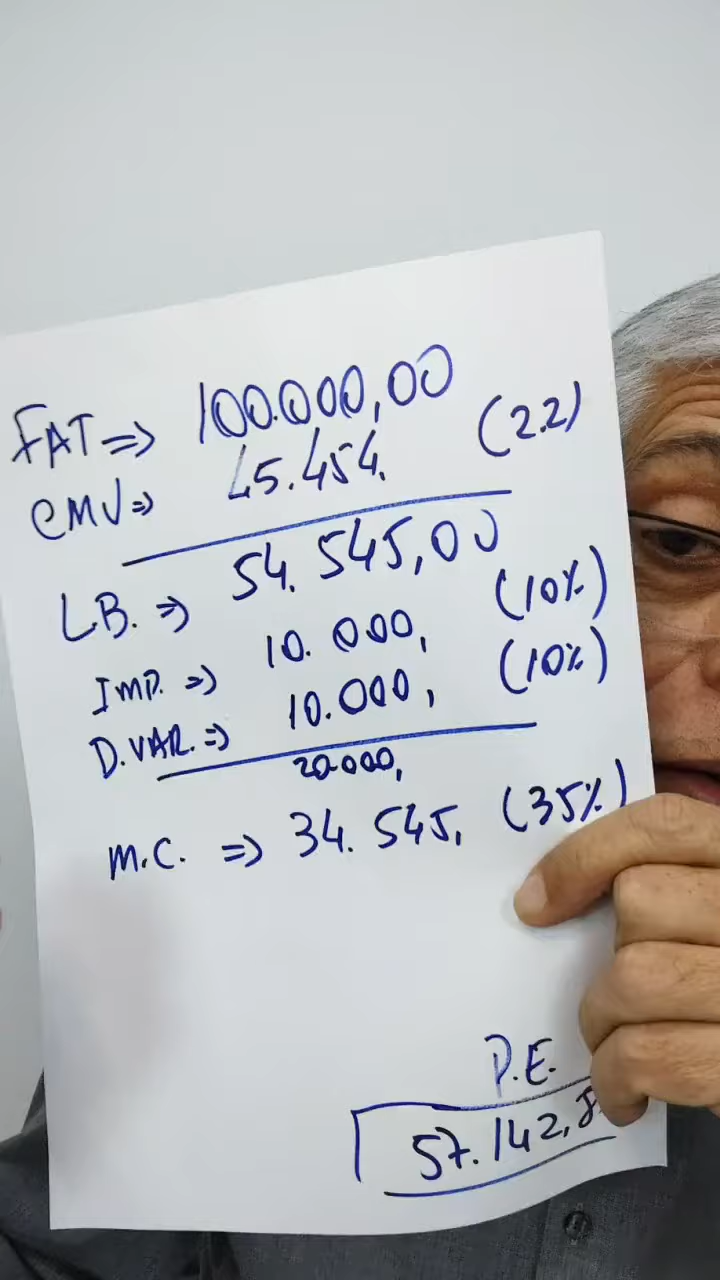 FAT => 100.000,00
CMV => 45.454, (2.2)
LB. => 54.545,00
IMP. => 10.000, (10%)
D.VAR. => 10.000, (10%)
20.000,
M.C. => 34.545, (35%)
P.E.
57.142,8